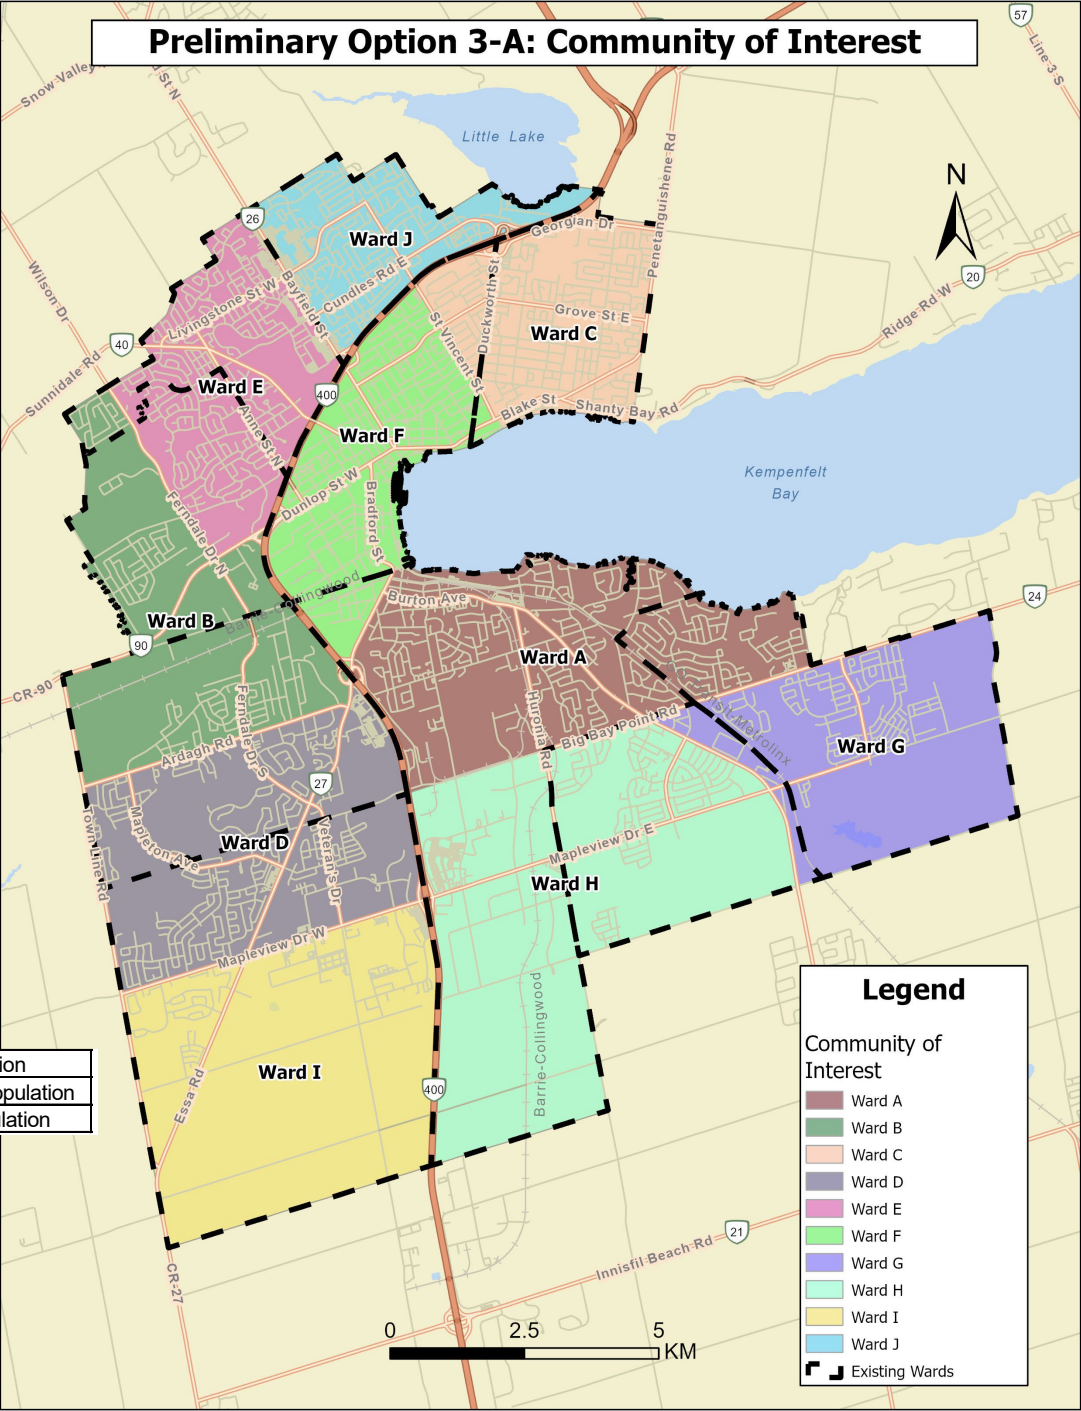 Preliminary Option 3-A: Community of Interest
57
Line 3 S
Snow Valley
d St N
Little Lake
Penetanguishene Rd
N
26
Ward J
Georgian Dr
20
Wilson Dr
Cundles Rd E
Bayfield St
Livingstone St W
Duckworth St
Grove St E
Ridge Rd W
40
St Vincent St
Ward C
Sunnidale Rd
Ward E
400
Blake St
Shanty Bay Rd
Anne St N
Ward F
Kempenfelt
Bay
Dunlop St W
Bradford St
Ferndale Dr N
24
Burton Ave
Collingwood
Ward B
90
Ward A
CR-90
Ferndale Dr S
Huronia Rd
Big Bay Point Rd
Metrolinx
Ward G
Ardagh Rd
27
Town Line Rd
Mapleton Ave
Ward D
Veteran's Dr
Mapleview Dr E
Ward H
Mapleview Dr W
Barrie-Collingwood
ion
opulation
lation
Ward I
Essa Rd
400
21
Innisfil Beach Rd
CR-27
0 2.5 5
KM
Legend
Community of
Interest
Ward A
Ward B
Ward C
Ward D
Ward E
Ward F
Ward G
Ward H
Ward I
Ward J
Existing Wards